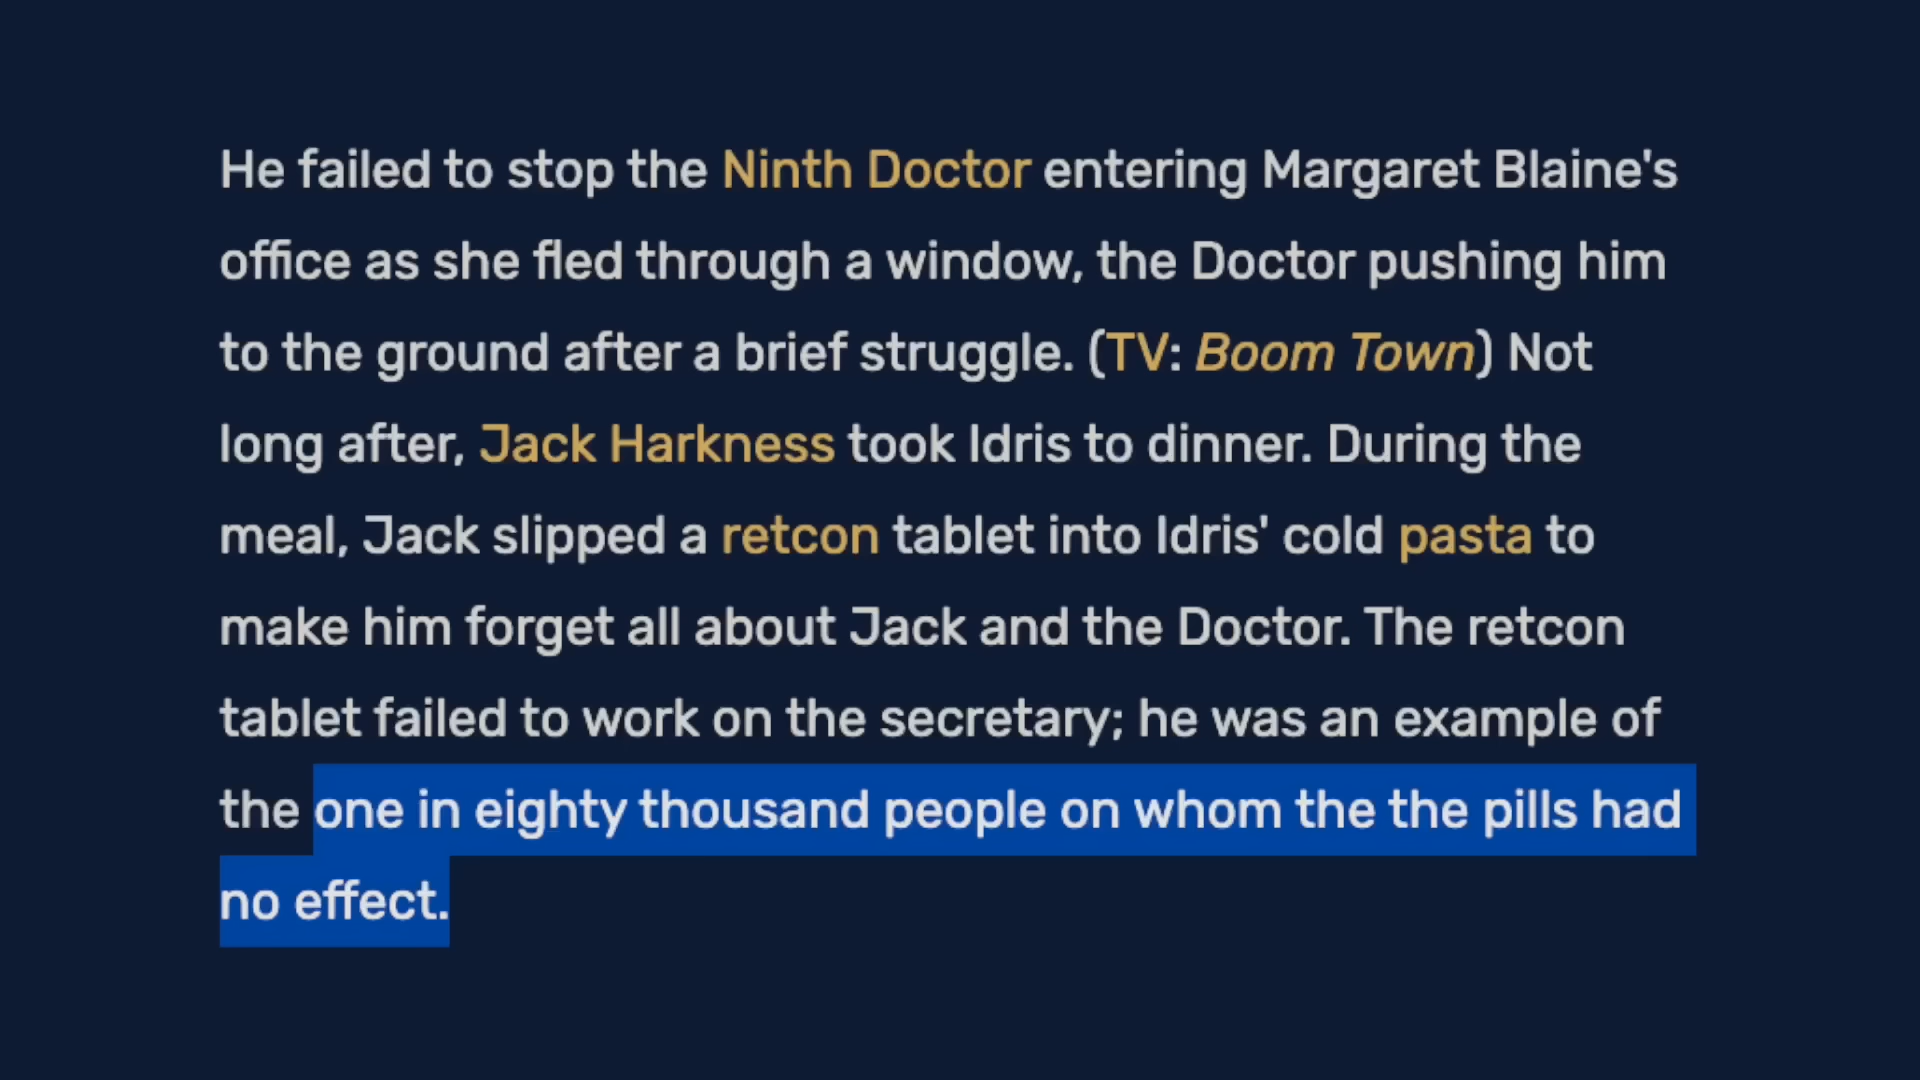 He failed to stop the Ninth Doctor entering Margaret Blaine's
office as she fled through a window, the Doctor pushing him
to the ground after a brief struggle. (TV: Boom Town) Not
long after, Jack Harkness took Idris to dinner. During the
meal, Jack slipped a retcon tablet into Idris' cold pasta to
make him forget all about Jack and the Doctor. The retcon
tablet failed to work on the secretary; he was an example of
the one in eighty thousand people on whom the the pills had
no effect.